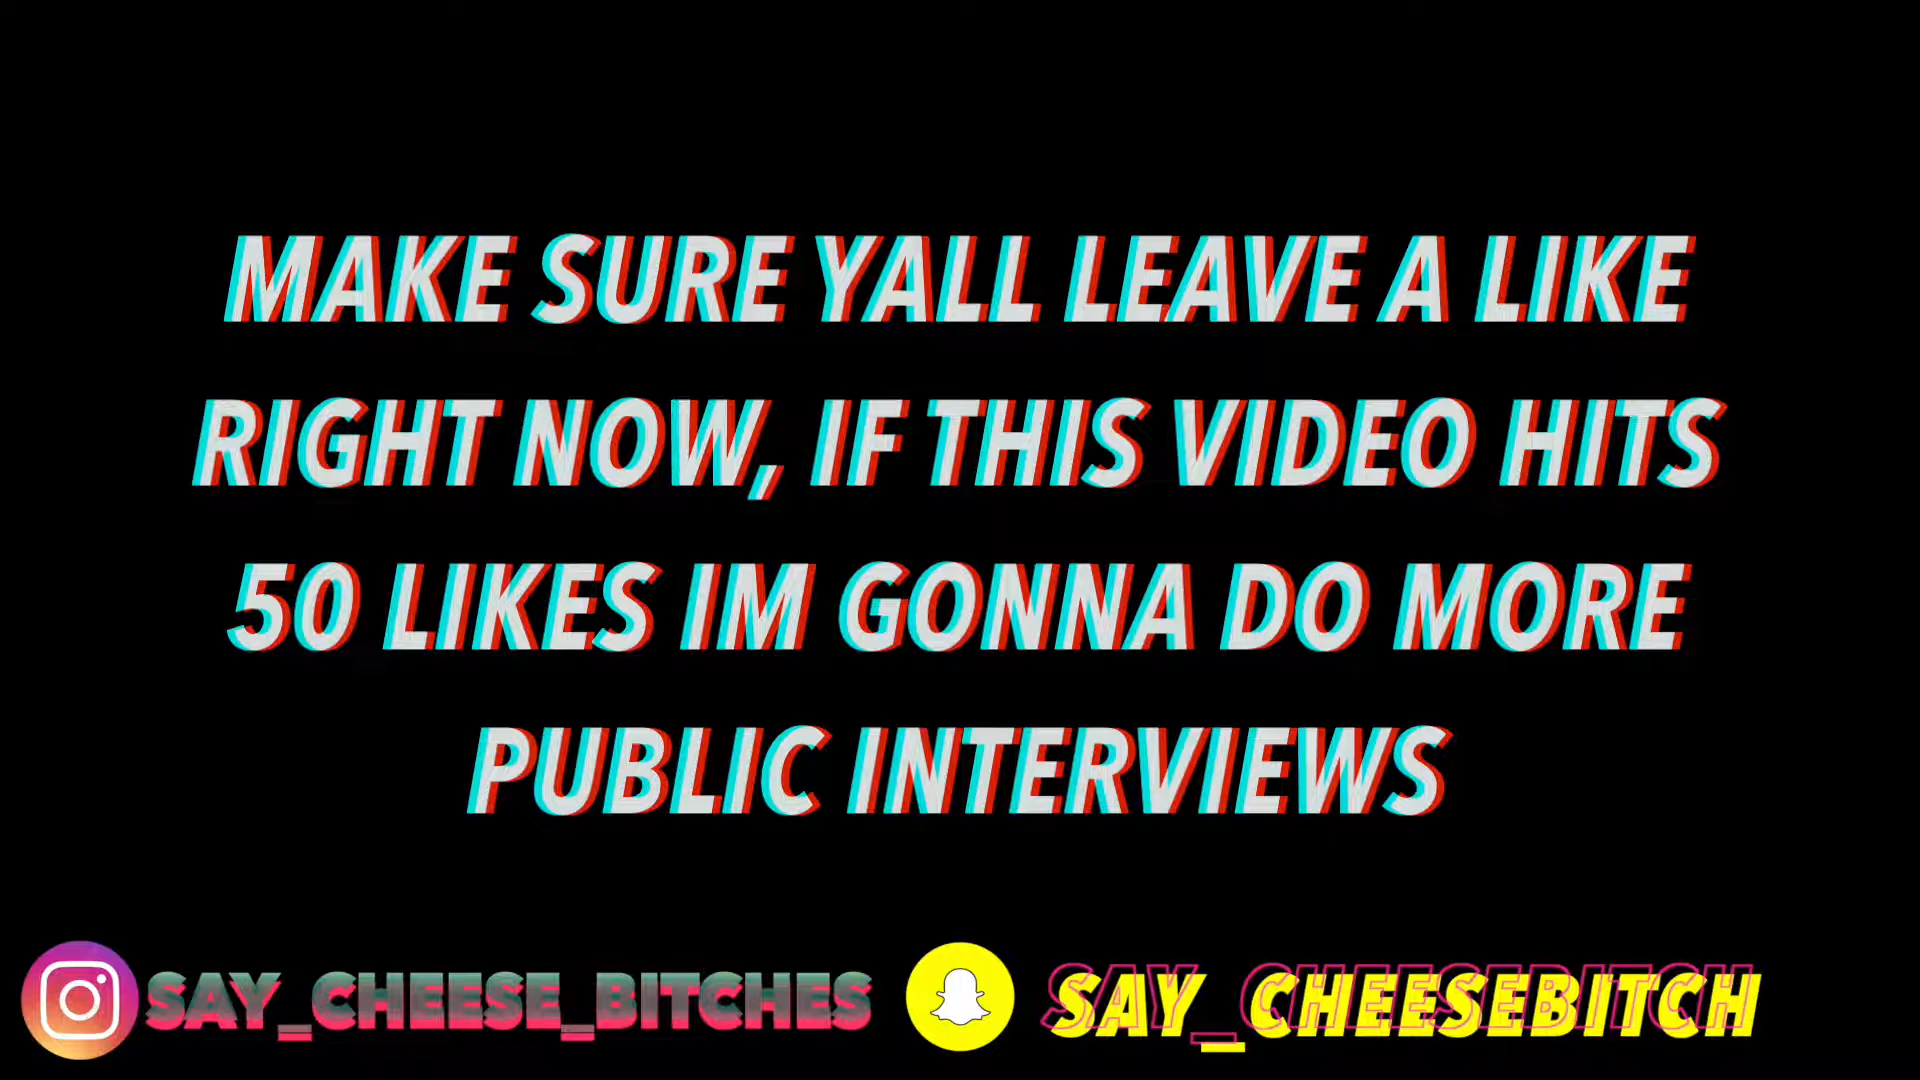 MAKE SURE YALL LEAVE A LIKE
RIGHT NOW, IF THIS VIDEO HITS
50 LIKES IM GONNA DO MORE
PUBLIC INTERVIEWS
SAY_CHEESE_BITCHES
SAY_CHEESEBITCH